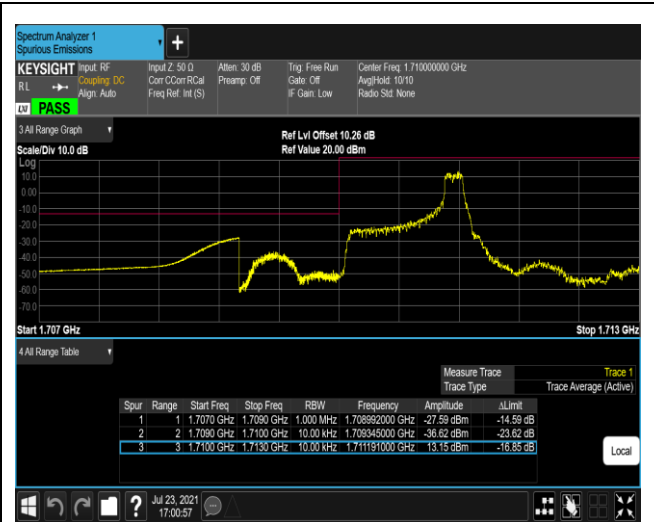 Spectrum Analyzer 1
Spurious Emissions
KEYSIGHT Input: RF Input Z: 50 Ω Atten: 30 dB Trig: Free Run Center Freq: 1.710000000 GHz
RL Coupling: DC Corr CCorr RCal Preamp: Off Gate: Off Avg|Hold: 10/10
Align: Auto Freq Ref: Int (S) IF Gain: Low Radio Std: None
LXI PASS
3 All Range Graph
Ref Lvl Offset 10.26 dB
Scale/Div 10.0 dB Ref Value 20.00 dBm
Log
10.0
0.00
-10.0
-20.0
-30.0
-40.0
-50.0
-60.0
-70.0
Start 1.707 GHz Stop 1.713 GHz
4 All Range Table
Measure Trace Trace 1
Trace Type Trace Average (Active)
Spur Range Start Freq Stop Freq RBW Frequency Amplitude ΔLimit
1 1 1.7070 GHz 1.7090 GHz 1.000 MHz 1.708992000 GHz -27.59 dBm -14.59 dB
2 2 1.7090 GHz 1.7100 GHz 10.00 kHz 1.709345000 GHz -36.62 dBm -23.62 dB
3 3 1.7100 GHz 1.7130 GHz 10.00 kHz 1.711191000 GHz 13.15 dBm -16.85 dB
Local
? Jul 23, 2021
17:00:57